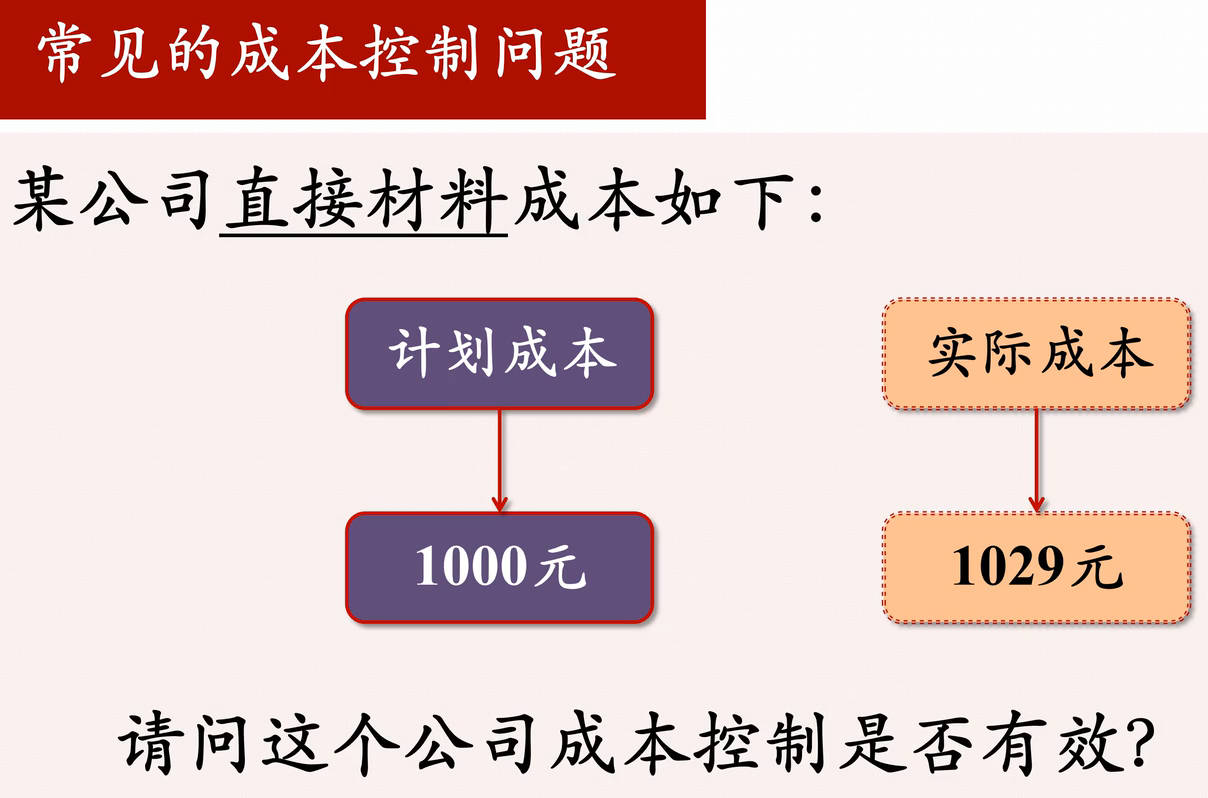 常见的成本控制问题
某公司直接材料成本如下：
计划成本
实际成本
1000元
1029元
请问这个公司成本控制是否有效？